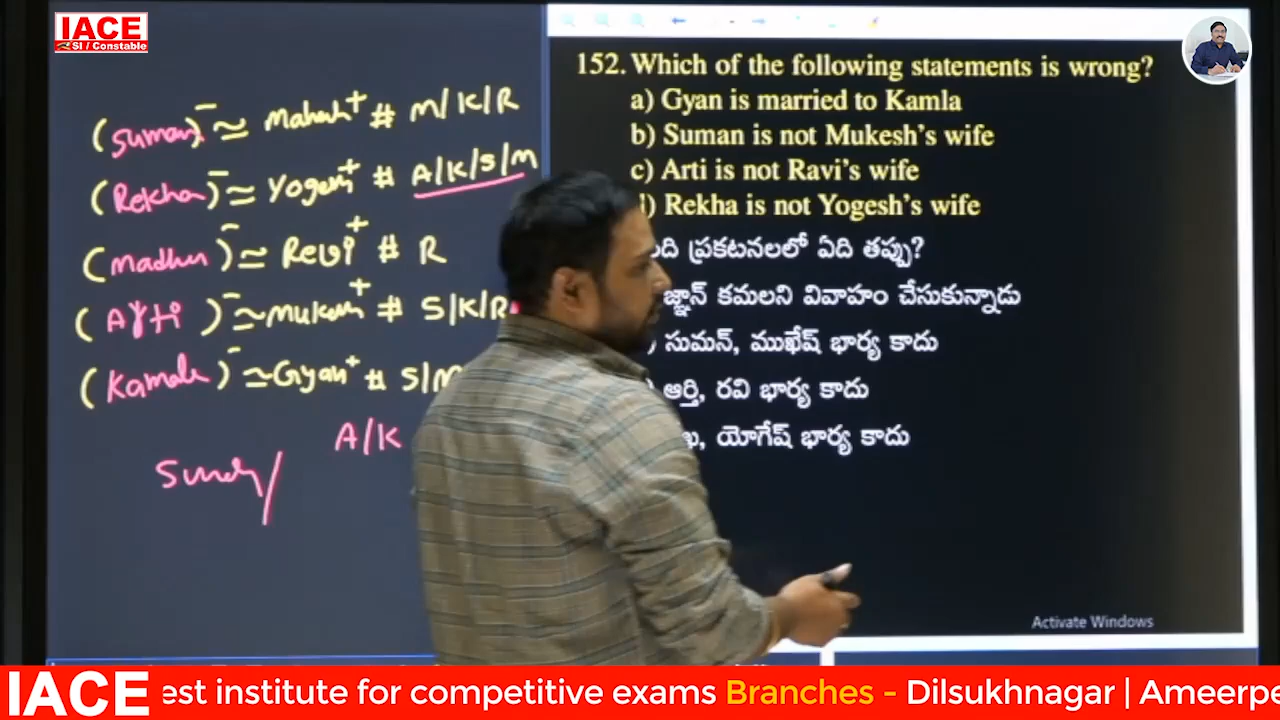 IACE
SI / Constable
(Suman)⁻ ≃ Mahesh⁺ # M/K/R
(Rekha)⁻ ≃ Yogesh⁺ # A/K/S/M
(Madhu)⁻ ≃ Ravi⁺ # R
(Arti)⁻ ≃ Mukesh⁺ # S/K/R
(Kamala)⁻ ≃ Gyan⁺ # S/M
A/K
152. Which of the following statements is wrong?
a) Gyan is married to Kamla
b) Suman is not Mukesh's wife
c) Arti is not Ravi's wife
) Rekha is not Yogesh's wife
ది ప్రకటనలలో ఏది తప్పు?
జ్ఞాన్ కమలని వివాహం చేసుకున్నాడు
) సుమన్, ముఖేష్ భార్య కాదు
ఆర్తి, రవి భార్య కాదు
యోగేష్ భార్య కాదు
Activate Windows
IACE est institute for competitive exams Branches - Dilsukhnagar | Ameerpe